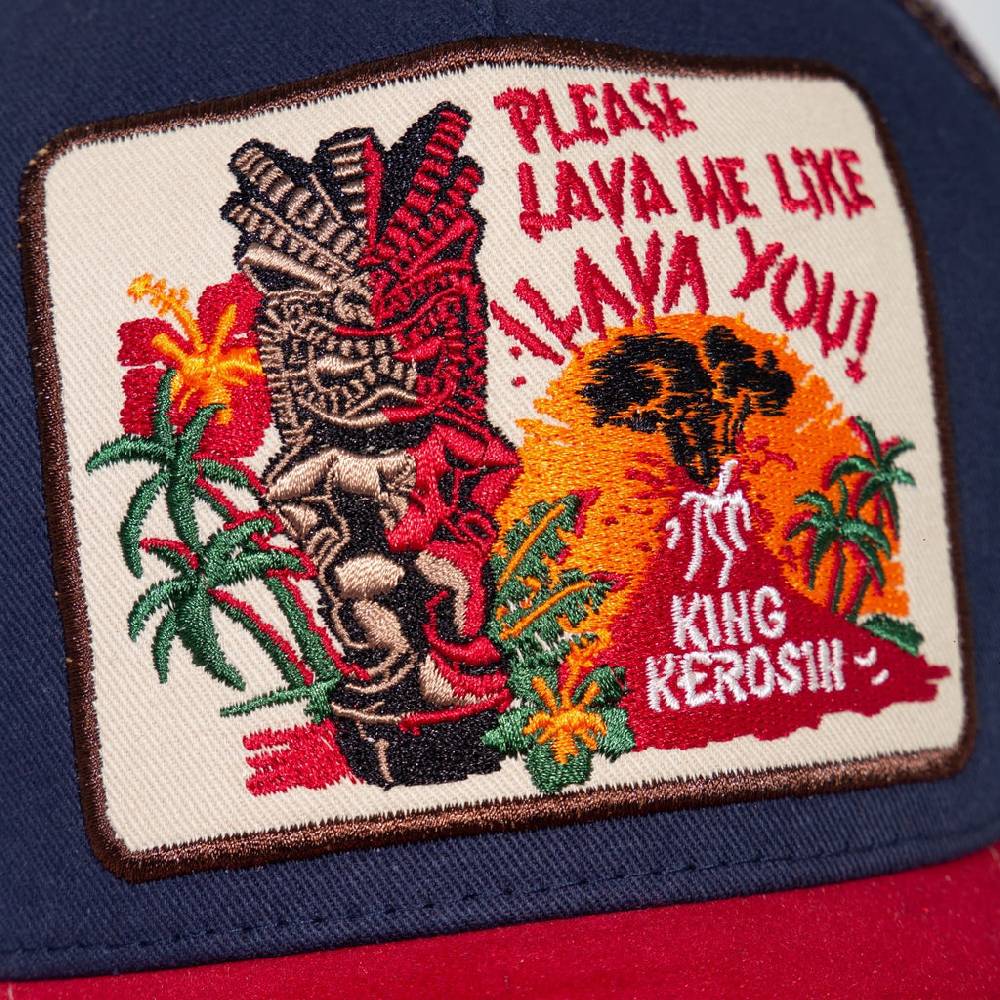 PLEASE
LAVA ME LiKE
I LAVA YOU!
KING
KEROSIN